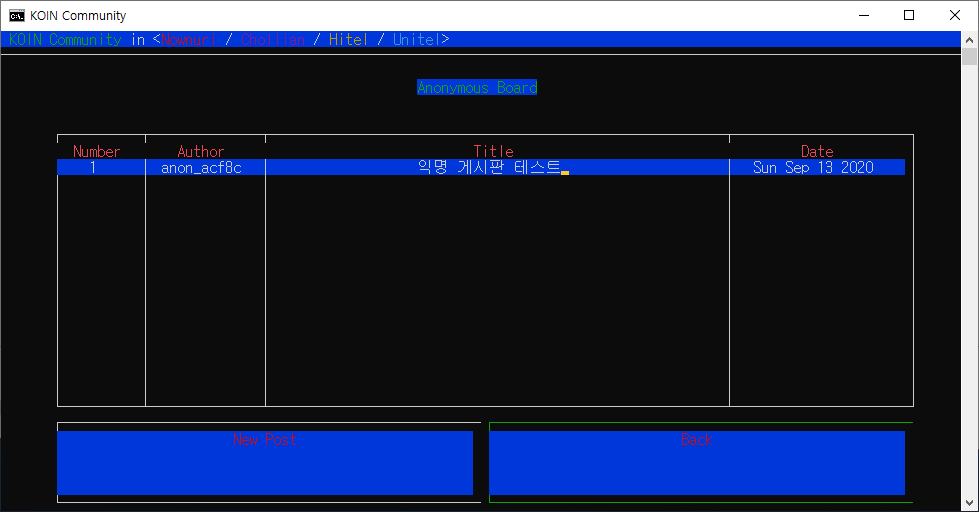 KOIN Community
KOIN Community in <Nownuri / Chollian / Hitel / Unitel>
Anonymous Board
Number Author Title Date
1 anon_acf8c 익명 게시판 테스트 Sun Sep 13 2020
New Post Back